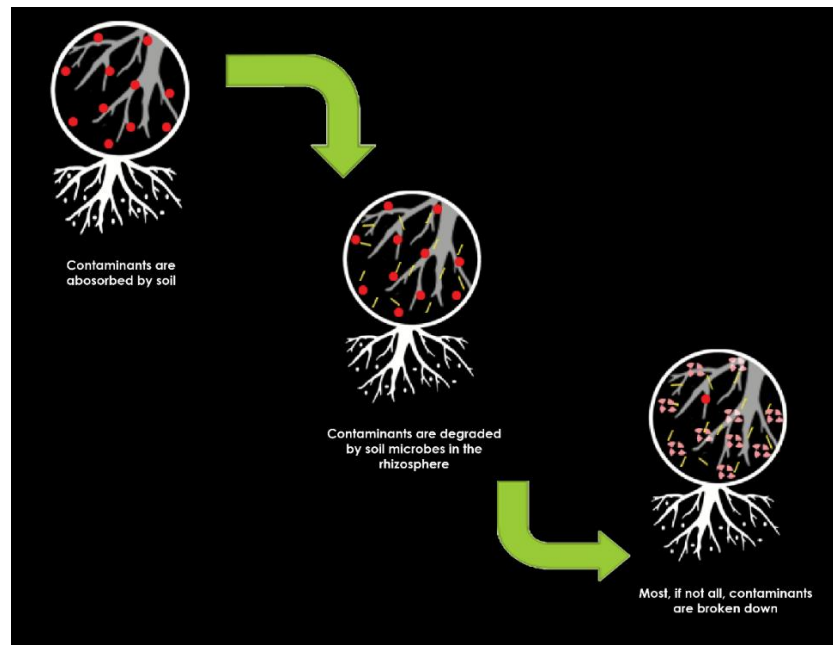 Contaminants are
abosorbed by soil
Contaminants are degraded
by soil microbes in the
rhizosphere
Most, if not all, contaminants
are broken down